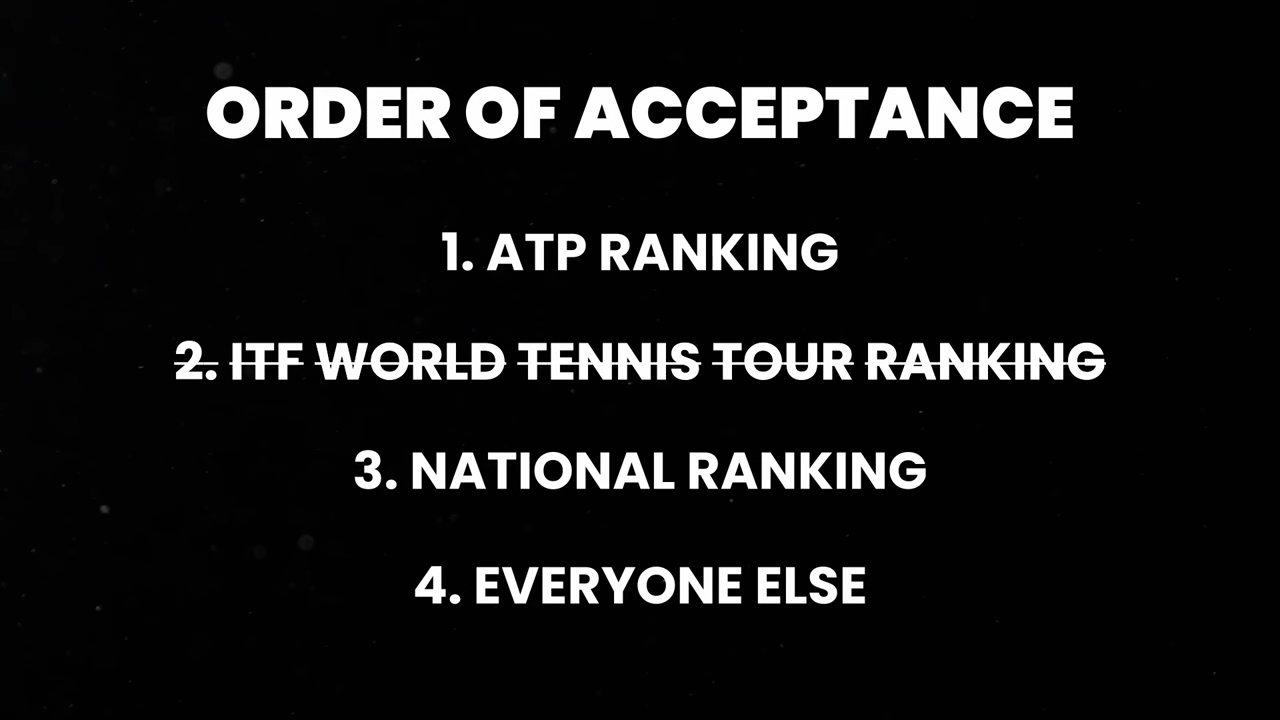 ORDER OF ACCEPTANCE
1. ATP RANKING
2. ITF WORLD TENNIS TOUR RANKING
3. NATIONAL RANKING
4. EVERYONE ELSE